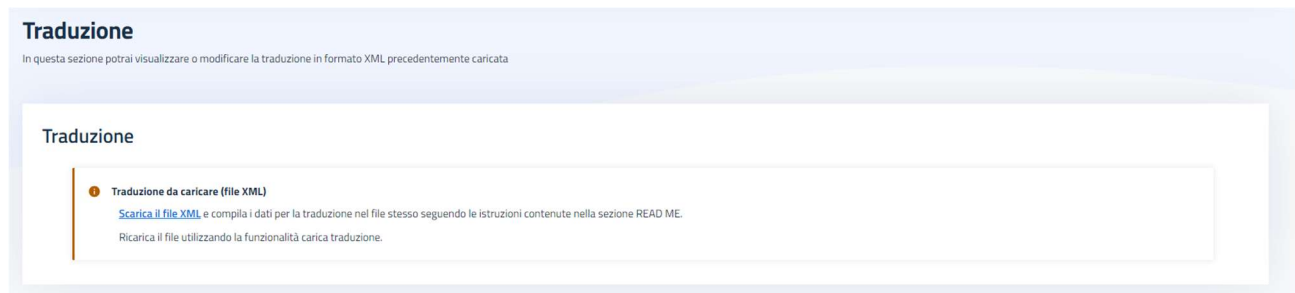 Traduzione
In questa sezione potrai visualizzare o modificare la traduzione in formato XML precedentemente caricata
Traduzione
Traduzione da caricare (file XML)
Scarica il file XML e compila i dati per la traduzione nel file stesso seguendo le istruzioni contenute nella sezione READ ME.
Ricarica il file utilizzando la funzionalità carica traduzione.